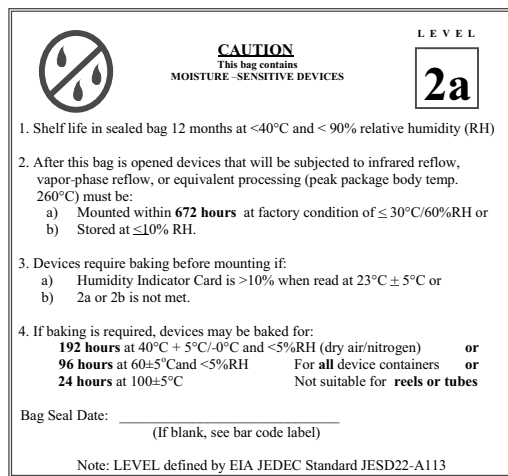 LEVEL
CAUTION
This bag contains
MOISTURE –SENSITIVE DEVICES
2a
1. Shelf life in sealed bag 12 months at <40°C and < 90% relative humidity (RH)
2. After this bag is opened devices that will be subjected to infrared reflow,
vapor-phase reflow, or equivalent processing (peak package body temp.
260°C) must be:
a) Mounted within 672 hours at factory condition of ≤ 30°C/60%RH or
b) Stored at ≤10% RH.
3. Devices require baking before mounting if:
a) Humidity Indicator Card is >10% when read at 23°C ± 5°C or
b) 2a or 2b is not met.
4. If baking is required, devices may be baked for:
192 hours at 40°C + 5°C/-0°C and <5%RH (dry air/nitrogen) or
96 hours at 60±5°Cand <5%RH For all device containers or
24 hours at 100±5°C Not suitable for reels or tubes
Bag Seal Date: ______________________________
(If blank, see bar code label)
Note: LEVEL defined by EIA JEDEC Standard JESD22-A113